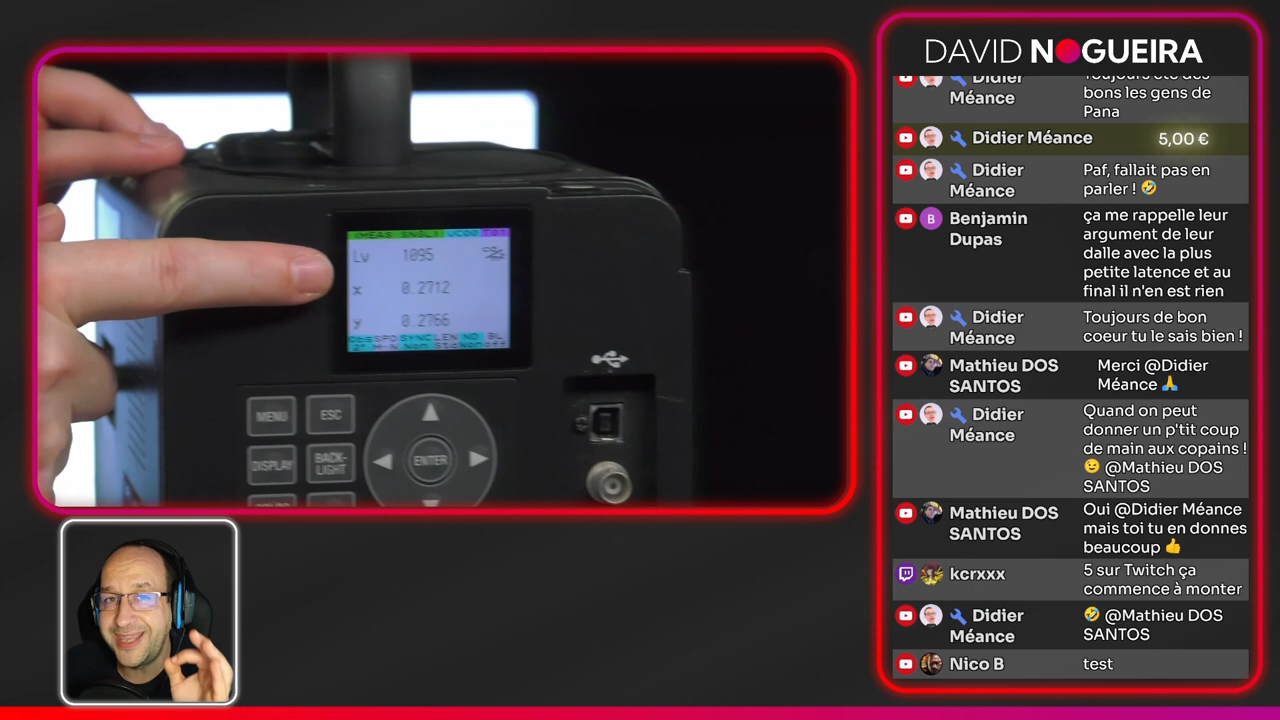 DAVID NOGUEIRA
Didier
Méance
Toujours été des
bons les gens de
Pana
Didier Méance
5,00 €
Didier
Méance
Paf, fallait pas en
parler ! 🤣
B
Benjamin
Dupas
ça me rappelle leur
argument de leur
dalle avec la plus
petite latence et au
final il n'en est rien
Didier
Méance
Toujours de bon
coeur tu le sais bien !
Mathieu DOS
SANTOS
Merci @Didier
Méance 🙏
Didier
Méance
Quand on peut
donner un p'tit coup
de main aux copains !
😉 @Mathieu DOS
SANTOS
Mathieu DOS
SANTOS
Oui @Didier Méance
mais toi tu en donnes
beaucoup 👍
kcrxxx
5 sur Twitch ça
commence à monter
Didier
Méance
🤣 @Mathieu DOS
SANTOS
Nico B
test
MEAS SNGL
Lv 1095
x 0.2712
y 0.2766
MENU
ESC
DISPLAY
BACK-
LIGHT
ENTER